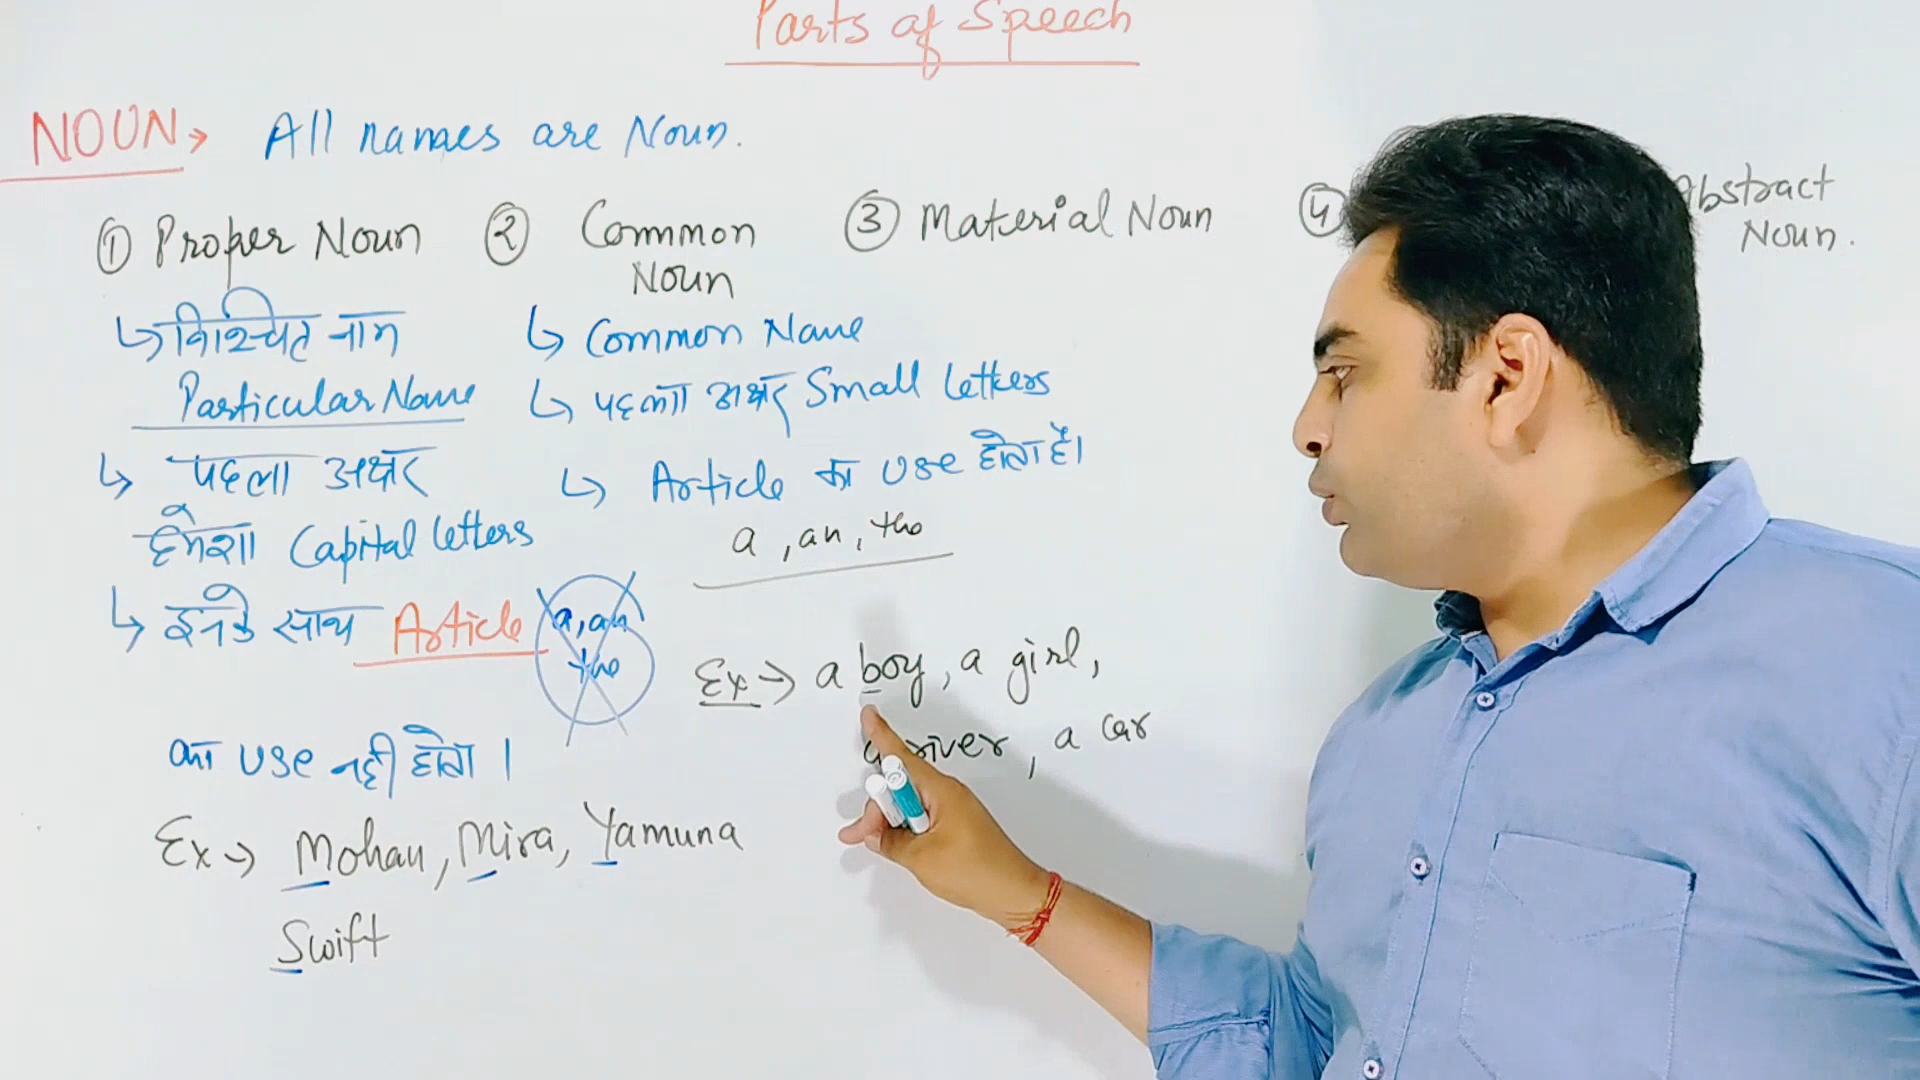 Parts of Speech
NOUN → All names are Noun.
① Proper Noun
↳ निश्चित नाम
Particular Name
↳ पहला अक्षर
हमेशा Capital letters
↳ इनके साथ Article a, an
the
का use नहीं होता ।
Ex → Mohan, Mira, Yamuna
Swift
② Common
Noun
↳ Common Name
↳ पहला अक्षर Small letters
↳ Article का use होता है।
a, an, the
Ex → a boy, a girl,
river, a car
③ Material Noun
④
Abstract
Noun.